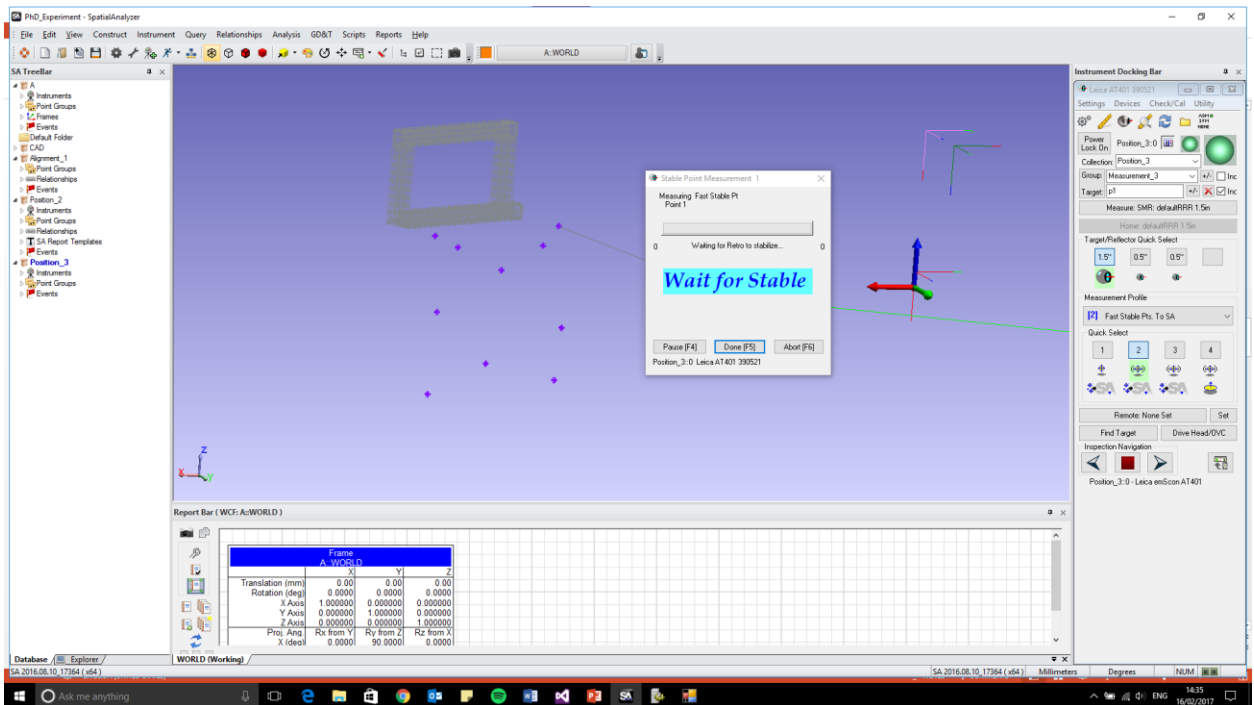 PhD_Experiment - SpatialAnalyzer
File Edit View Construct Instrument Query Relationships Analysis GD&T Scripts Reports Help
A::WORLD
SA TreeBar
A
Instruments
Point Groups
Frames
Events
Default Folder
CAD
Alignment_1
Point Groups
Relationships
Events
Position_2
Instruments
Point Groups
Relationships
SA Report Templates
Events
Position_3
Instruments
Point Groups
Events
Database Explorer
Z
X Y
Stable Point Measurement 1
Measuring Fast Stable Pt
Point 1
0 Waiting for Retro to stabilize... 0
Wait for Stable
Pause [F4] Done [F5] Abort [F6]
Position_3::0 Leica AT401 390521
Report Bar ( WCF: A::WORLD )
Frame
A::WORLD
X Y Z
Translation (mm) 0.00 0.00 0.00
Rotation (deg) 0.0000 0.0000 0.0000
X Axis 1.000000 0.000000 0.000000
Y Axis 0.000000 1.000000 0.000000
Z Axis 0.000000 0.000000 1.000000
Proj. Ang. Rx from Y Ry from Z Rz from X
X (deg) 0.0000 90.0000 0.0000
WORLD (Working)
Instrument Docking Bar
Leica AT401 390521
Settings Devices Check/Cal Utility
HOME
Power
Lock On
Position_3::0
Collection: Position_3
Group: Measurement_3 +/- Inc
Target: p1 +/- Inc
Measure: SMR: defaultRRR 1.5in
Home: defaultRRR 1.5in
Target/Reflector Quick Select
1.5" 0.5" 0.5"
Measurement Profile
[2] Fast Stable Pts. To SA
Quick Select
1 2 3 4
SA SA SA
Remote: None Set Set
Find Target Drive Head/OVC
Inspection Navigation
Position_3::0 - Leica emScon AT401
SA 2016.08.10_17364 ( x64 )
SA 2016.08.10_17364 ( x64 ) Millimeters Degrees NUM
Ask me anything
ENG
14:35
16/02/2017